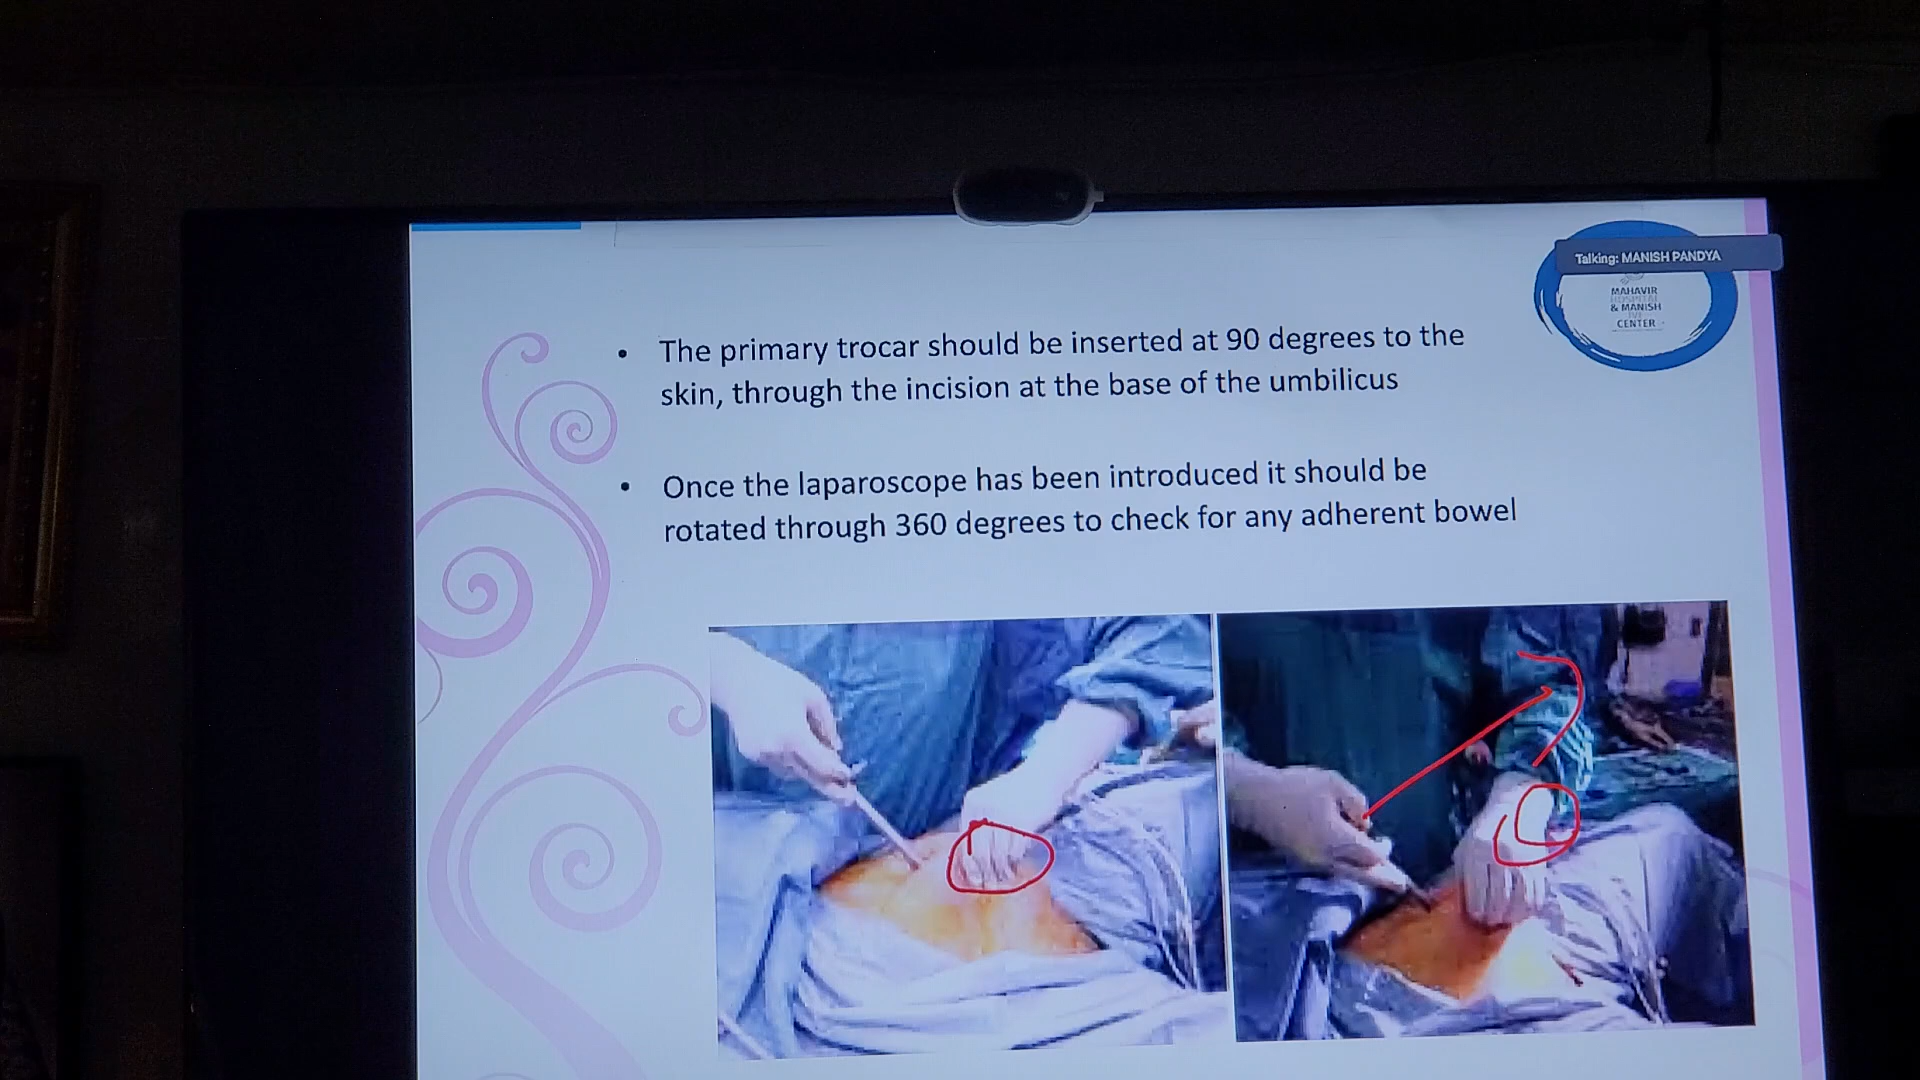 Talking: MANISH PANDYA
MAHAVIR
HOSPITAL
& MANISH
IVF
CENTER
• The primary trocar should be inserted at 90 degrees to the
skin, through the incision at the base of the umbilicus
• Once the laparoscope has been introduced it should be
rotated through 360 degrees to check for any adherent bowel